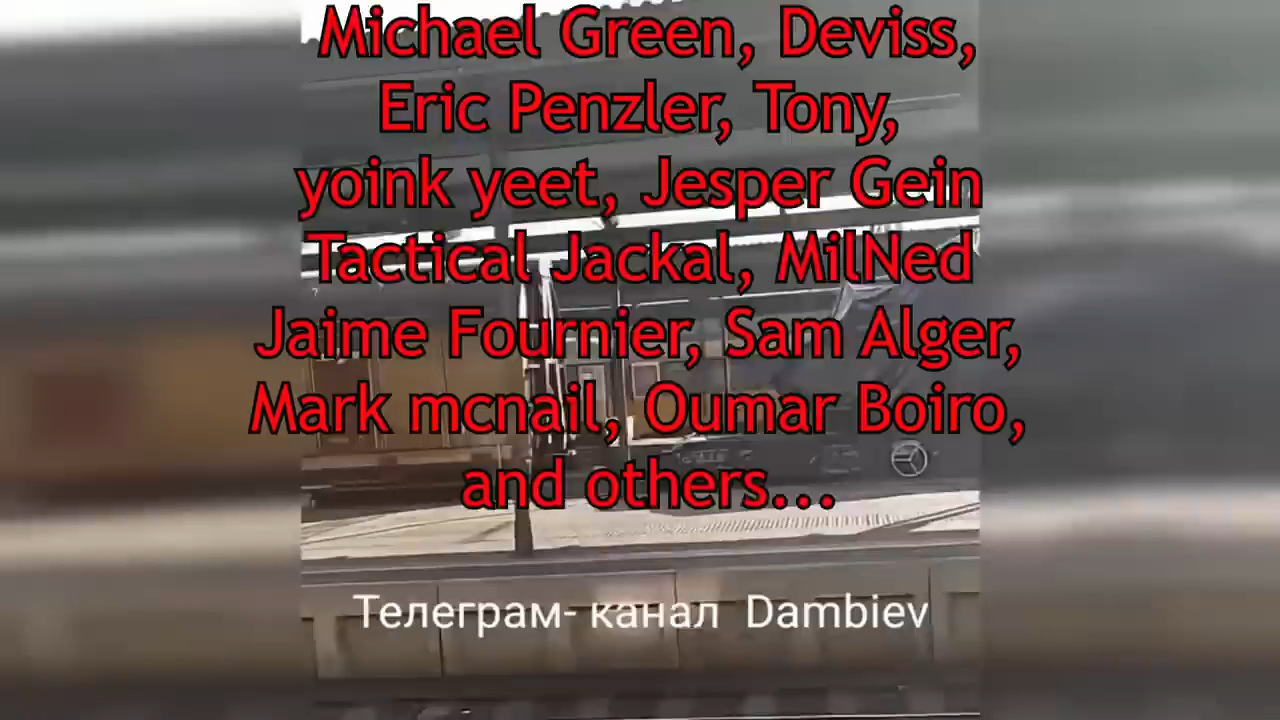 Michael Green, Deviss,
Eric Penzler, Tony,
yoink yeet, Jesper Gein
Tactical Jackal, MilNed
Jaime Fournier, Sam Alger,
Mark mcnail, Oumar Boiro,
and others...
Телеграм- канал Dambiev